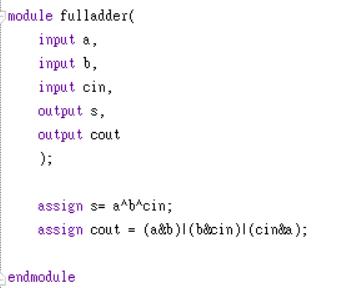 module fulladder(
input a,
input b,
input cin,
output s,
output cout
);
assign s= a^b^cin;
assign cout = (a&b)|(b&cin)|(cin&a);
endmodule